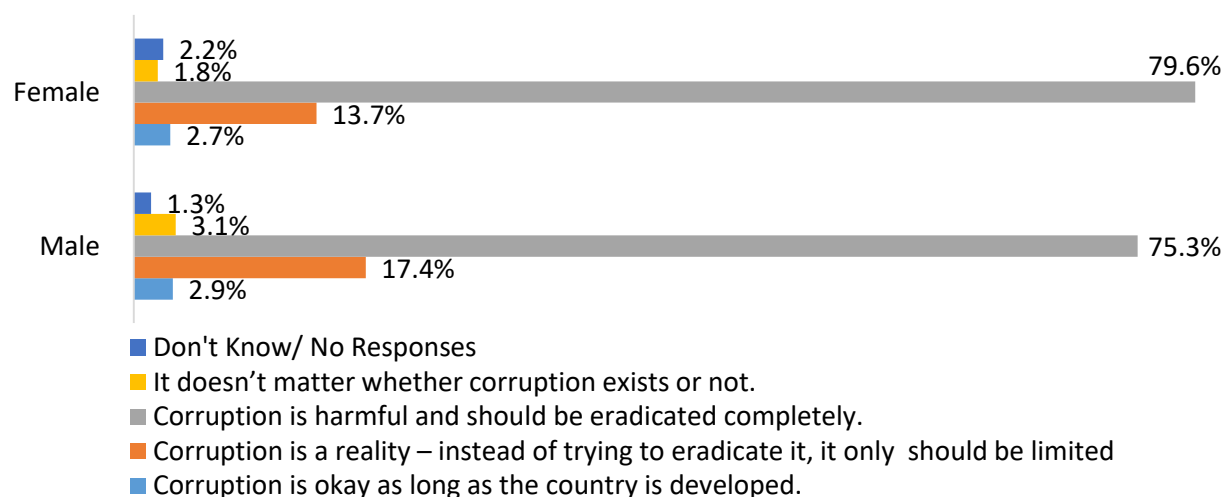 2.2%
1.8%
79.6%
Female
13.7%
2.7%
1.3%
3.1%
Male
75.3%
17.4%
2.9%
Don't Know/ No Responses
It doesn’t matter whether corruption exists or not.
Corruption is harmful and should be eradicated completely.
Corruption is a reality – instead of trying to eradicate it, it only should be limited
Corruption is okay as long as the country is developed.